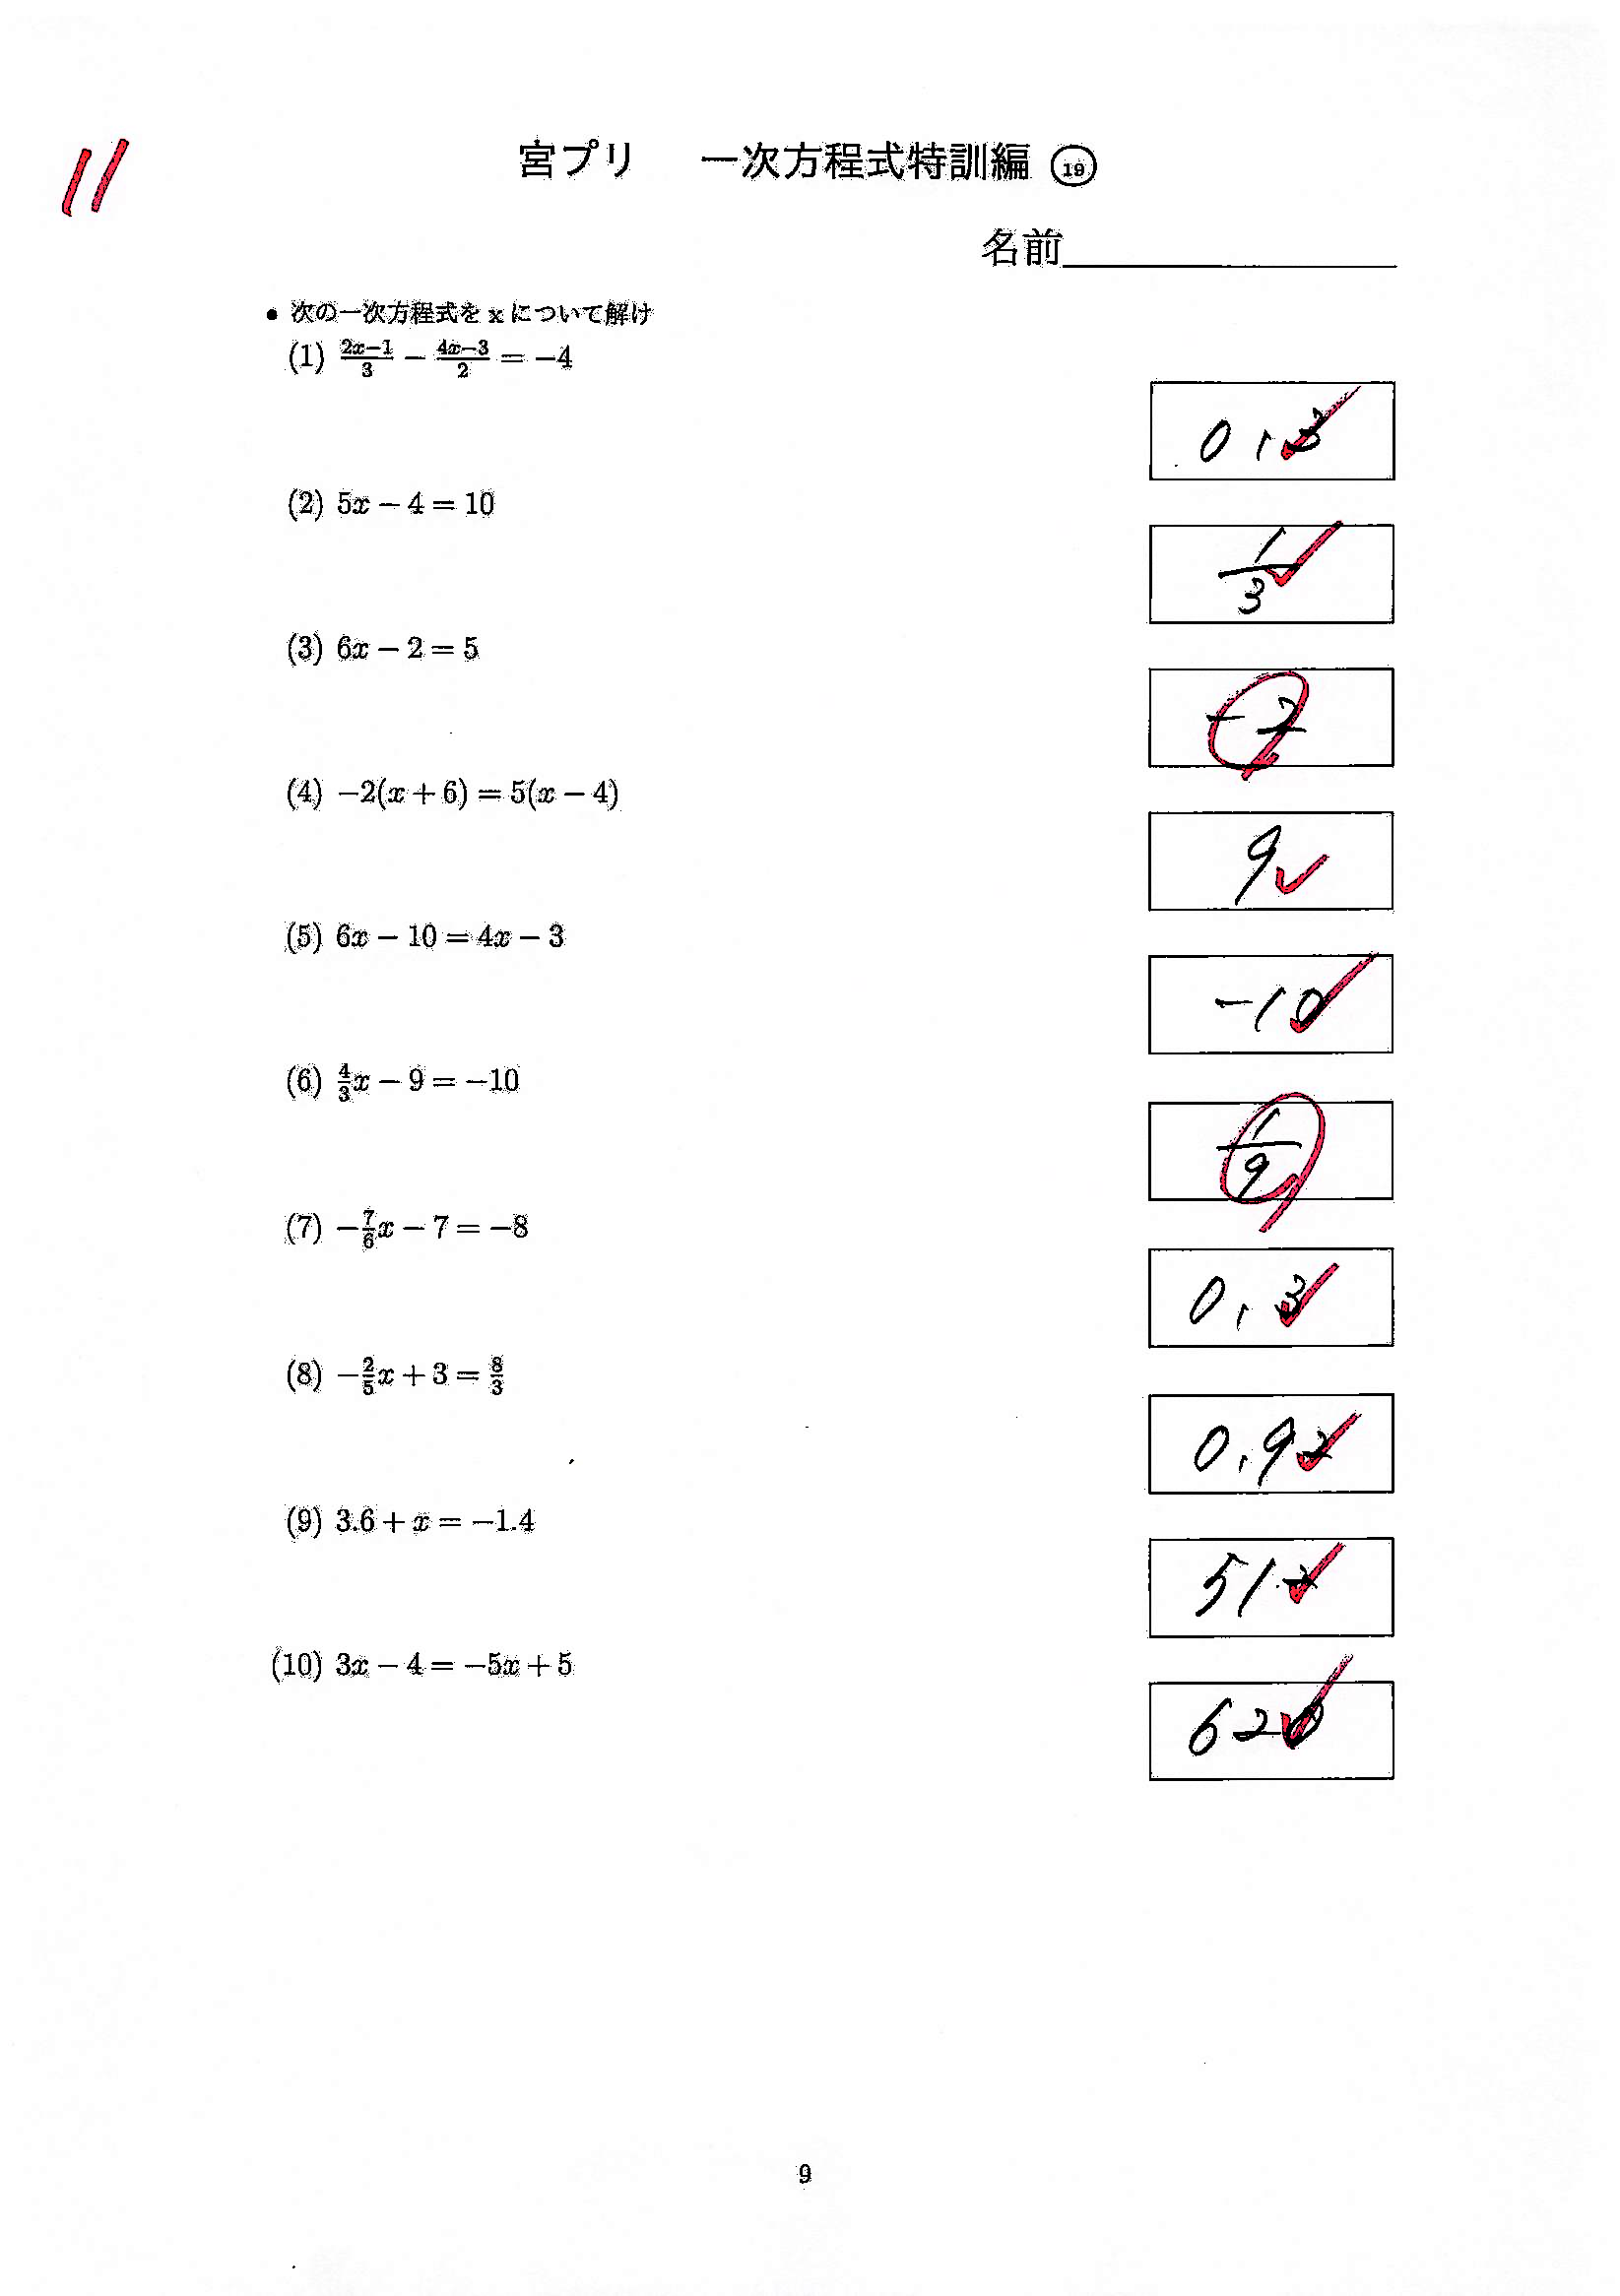 11
宮プリ 一次方程式特訓編 ⑲
名前
• 次の一次方程式を x について解け
(1) \frac{2x-1}{3} - \frac{4x-3}{2} = -4
0.13
(2) 5x - 4 = 10
\frac{1}{3}
(3) 6x - 2 = 5
-2
(4) -2(x + 6) = 5(x - 4)
9
(5) 6x - 10 = 4x - 3
-10
(6) \frac{4}{3}x - 9 = -10
\frac{1}{9}
(7) -\frac{7}{6}x - 7 = -8
0.3
(8) -\frac{2}{5}x + 3 = \frac{8}{3}
0.92
(9) 3.6 + x = -1.4
(10) 3x - 4 = -5x + 5
620
9